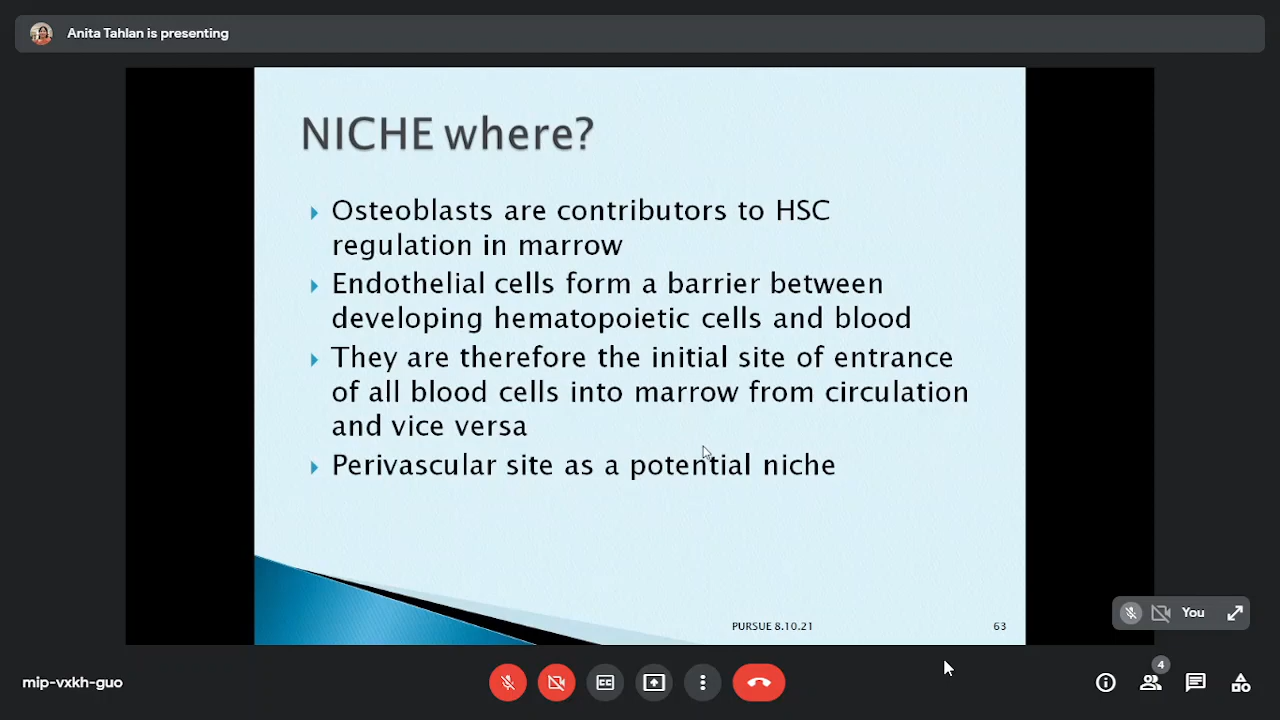 Anita Tahlan is presenting
NICHE where?
Osteoblasts are contributors to HSC
regulation in marrow
Endothelial cells form a barrier between
developing hematopoietic cells and blood
They are therefore the initial site of entrance
of all blood cells into marrow from circulation
and vice versa
Perivascular site as a potential niche
PURSUE 8.10.21
63
You
mip-vxkh-guo
CC
4